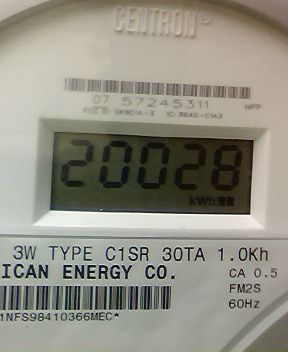 CENTRON
07 57245311 HPP
20028
kWh
3W TYPE C1SR 30TA 1.0Kh
ICAN ENERGY CO.
CA 0.5
FM2S
60Hz
1NFS98410366MEC*